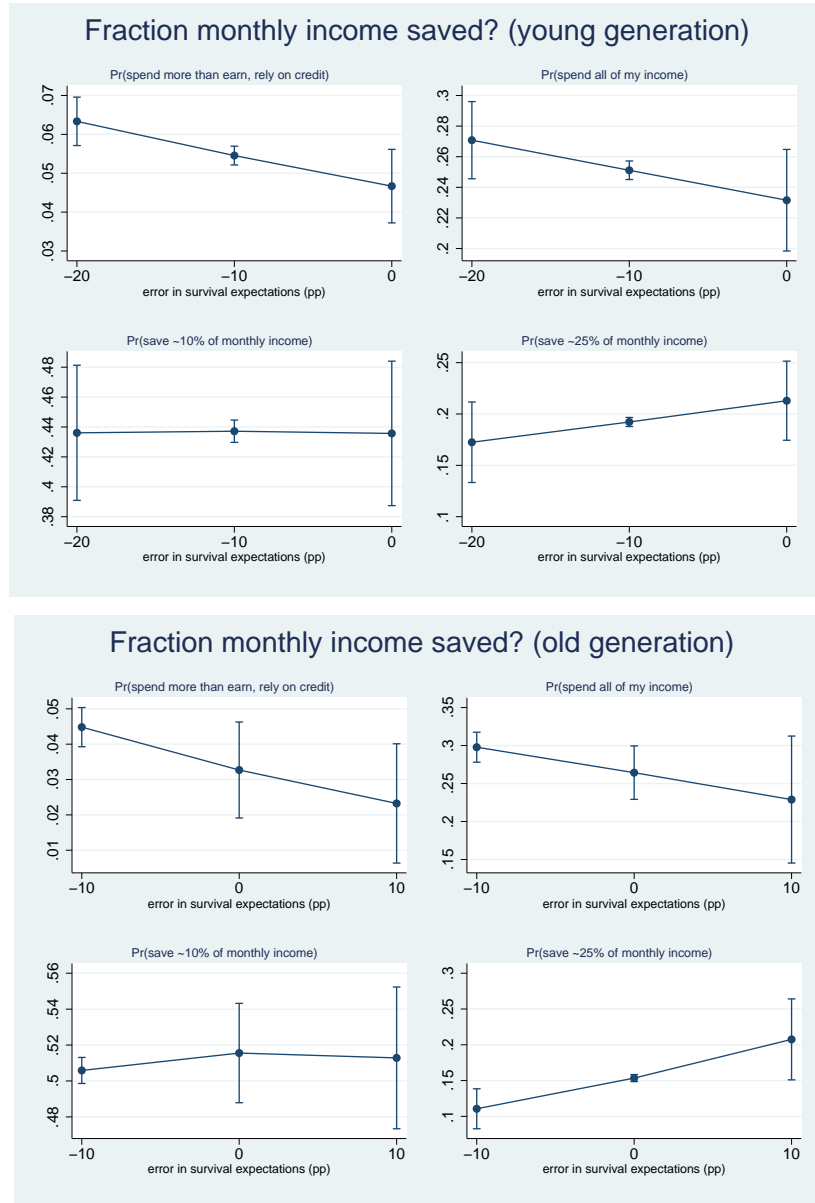 Fraction monthly income saved? (young generation)
Pr(spend more than earn, rely on credit)
.07
.06
.05
.04
.03
−20 −10 0
error in survival expectations (pp)
Pr(spend all of my income)
.3
.28
.26
.24
.22
.2
−20 −10 0
error in survival expectations (pp)
Pr(save ~10% of monthly income)
.48
.46
.44
.42
.4
.38
−20 −10 0
error in survival expectations (pp)
Pr(save ~25% of monthly income)
.25
.2
.15
.1
−20 −10 0
error in survival expectations (pp)
Fraction monthly income saved? (old generation)
Pr(spend more than earn, rely on credit)
.05
.04
.03
.02
.01
−10 0 10
error in survival expectations (pp)
Pr(spend all of my income)
.35
.3
.25
.2
.15
−10 0 10
error in survival expectations (pp)
Pr(save ~10% of monthly income)
.56
.54
.52
.5
.48
−10 0 10
error in survival expectations (pp)
Pr(save ~25% of monthly income)
.3
.25
.2
.15
.1
−10 0 10
error in survival expectations (pp)